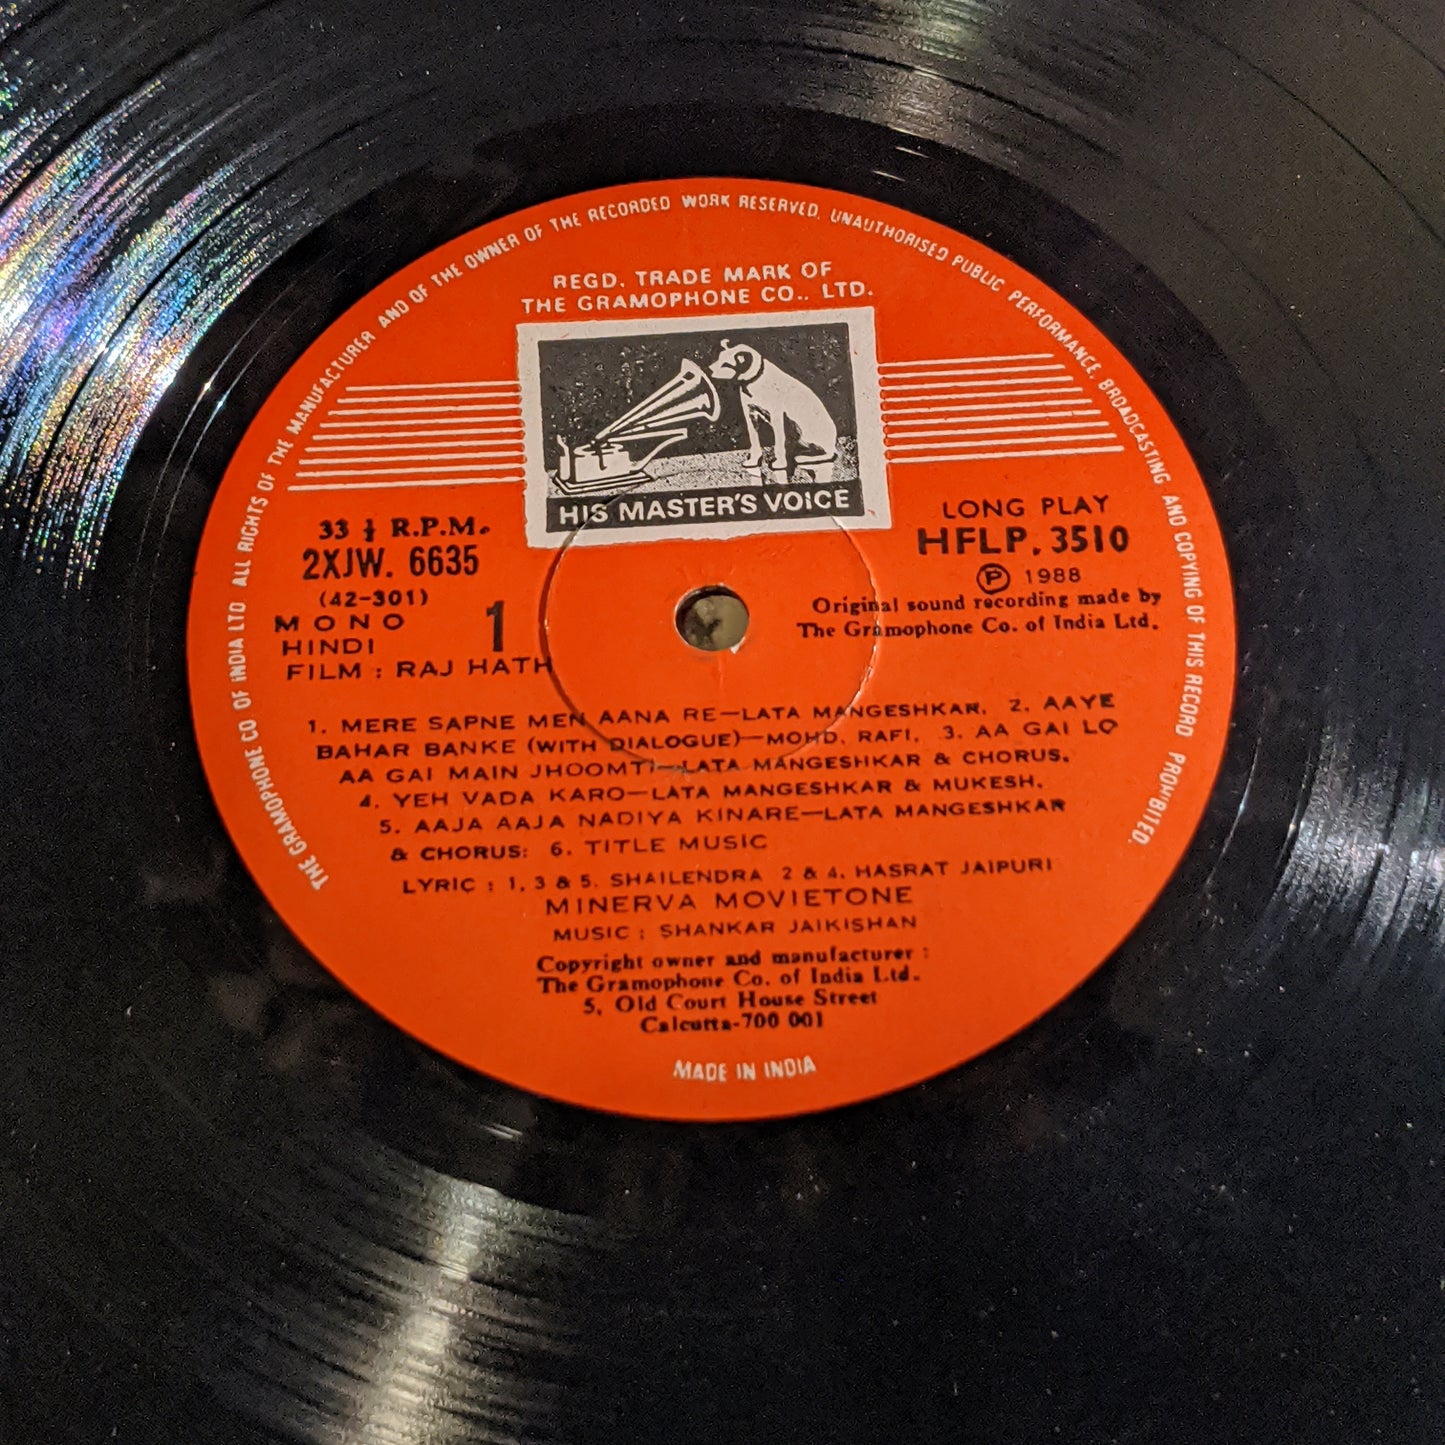 THE GRAMOPHONE CO OF INDIA LTD ALL RIGHTS OF THE MANUFACTURER AND OF THE OWNER OF THE RECORDED WORK RESERVED. UNAUTHORISED PUBLIC PERFORMANCE, BROADCASTING AND COPYING OF THIS RECORD PROHIBITED.
REGD. TRADE MARK OF
THE GRAMOPHONE CO., LTD.
HIS MASTER'S VOICE
33 ⅓ R.P.M.
2XJW. 6635
(42-301)
MONO
HINDI
FILM : RAJ HATH
1
LONG PLAY
HFLP. 3510
Ⓟ 1988
Original sound recording made by
The Gramophone Co. of India Ltd.
1. MERE SAPNE MEN AANA RE—LATA MANGESHKAR. 2. AAYE
BAHAR BANKE (WITH DIALOGUE)—MOHD. RAFI. 3. AA GAI LO
AA GAI MAIN JHOOMTI—LATA MANGESHKAR & CHORUS.
4. YEH VADA KARO—LATA MANGESHKAR & MUKESH.
5. AAJA AAJA NADIYA KINARE—LATA MANGESHKAR
& CHORUS: 6. TITLE MUSIC
LYRIC : 1, 3 & 5. SHAILENDRA 2 & 4. HASRAT JAIPURI
MINERVA MOVIETONE
MUSIC : SHANKAR JAIKISHAN
Copyright owner and manufacturer :
The Gramophone Co. of India Ltd.
5, Old Court House Street
Calcutta-700 001
MADE IN INDIA